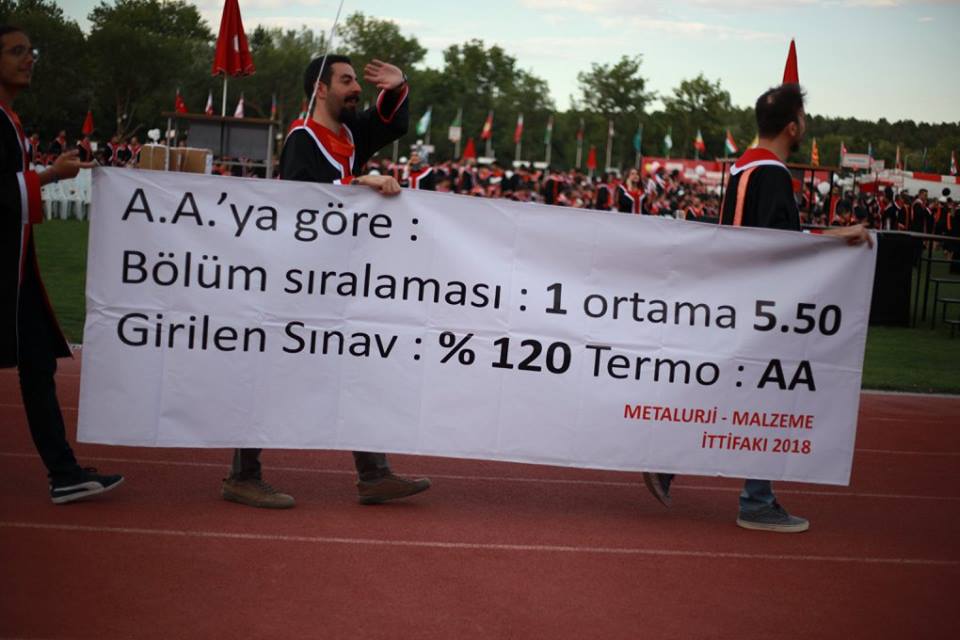 A.A.'ya göre :
Bölüm sıralaması : 1 ortama 5.50
Girilen Sınav : % 120 Termo : AA
METALURJİ - MALZEME
İTTİFAKI 2018